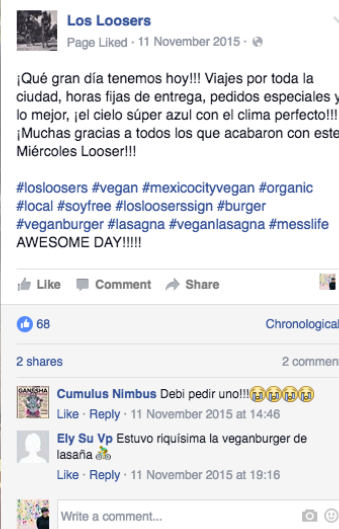 Los Loosers
Page Liked · 11 November 2015 ·
¡Qué gran día tenemos hoy!!! Viajes por toda la
ciudad, horas fijas de entrega, pedidos especiales y
lo mejor, ¡el cielo súper azul con el clima perfecto!!!
¡Muchas gracias a todos los que acabaron con este
Miércoles Looser!!!
#losloosers #vegan #mexicocityvegan #organic
#local #soyfree #loslooserssign #burger
#veganburger #lasagna #veganlasagna #messlife
AWESOME DAY!!!!!
Like Comment Share
68 Chronological
2 shares 2 commen
GANESHA
Cumulus Nimbus Debi pedir uno!!!😭😭😭😭
Like · Reply · 11 November 2015 at 14:46
Ely Su Vp Estuvo riquísima la veganburger de
lasaña 🚴
Like · Reply · 11 November 2015 at 19:16
Write a comment...